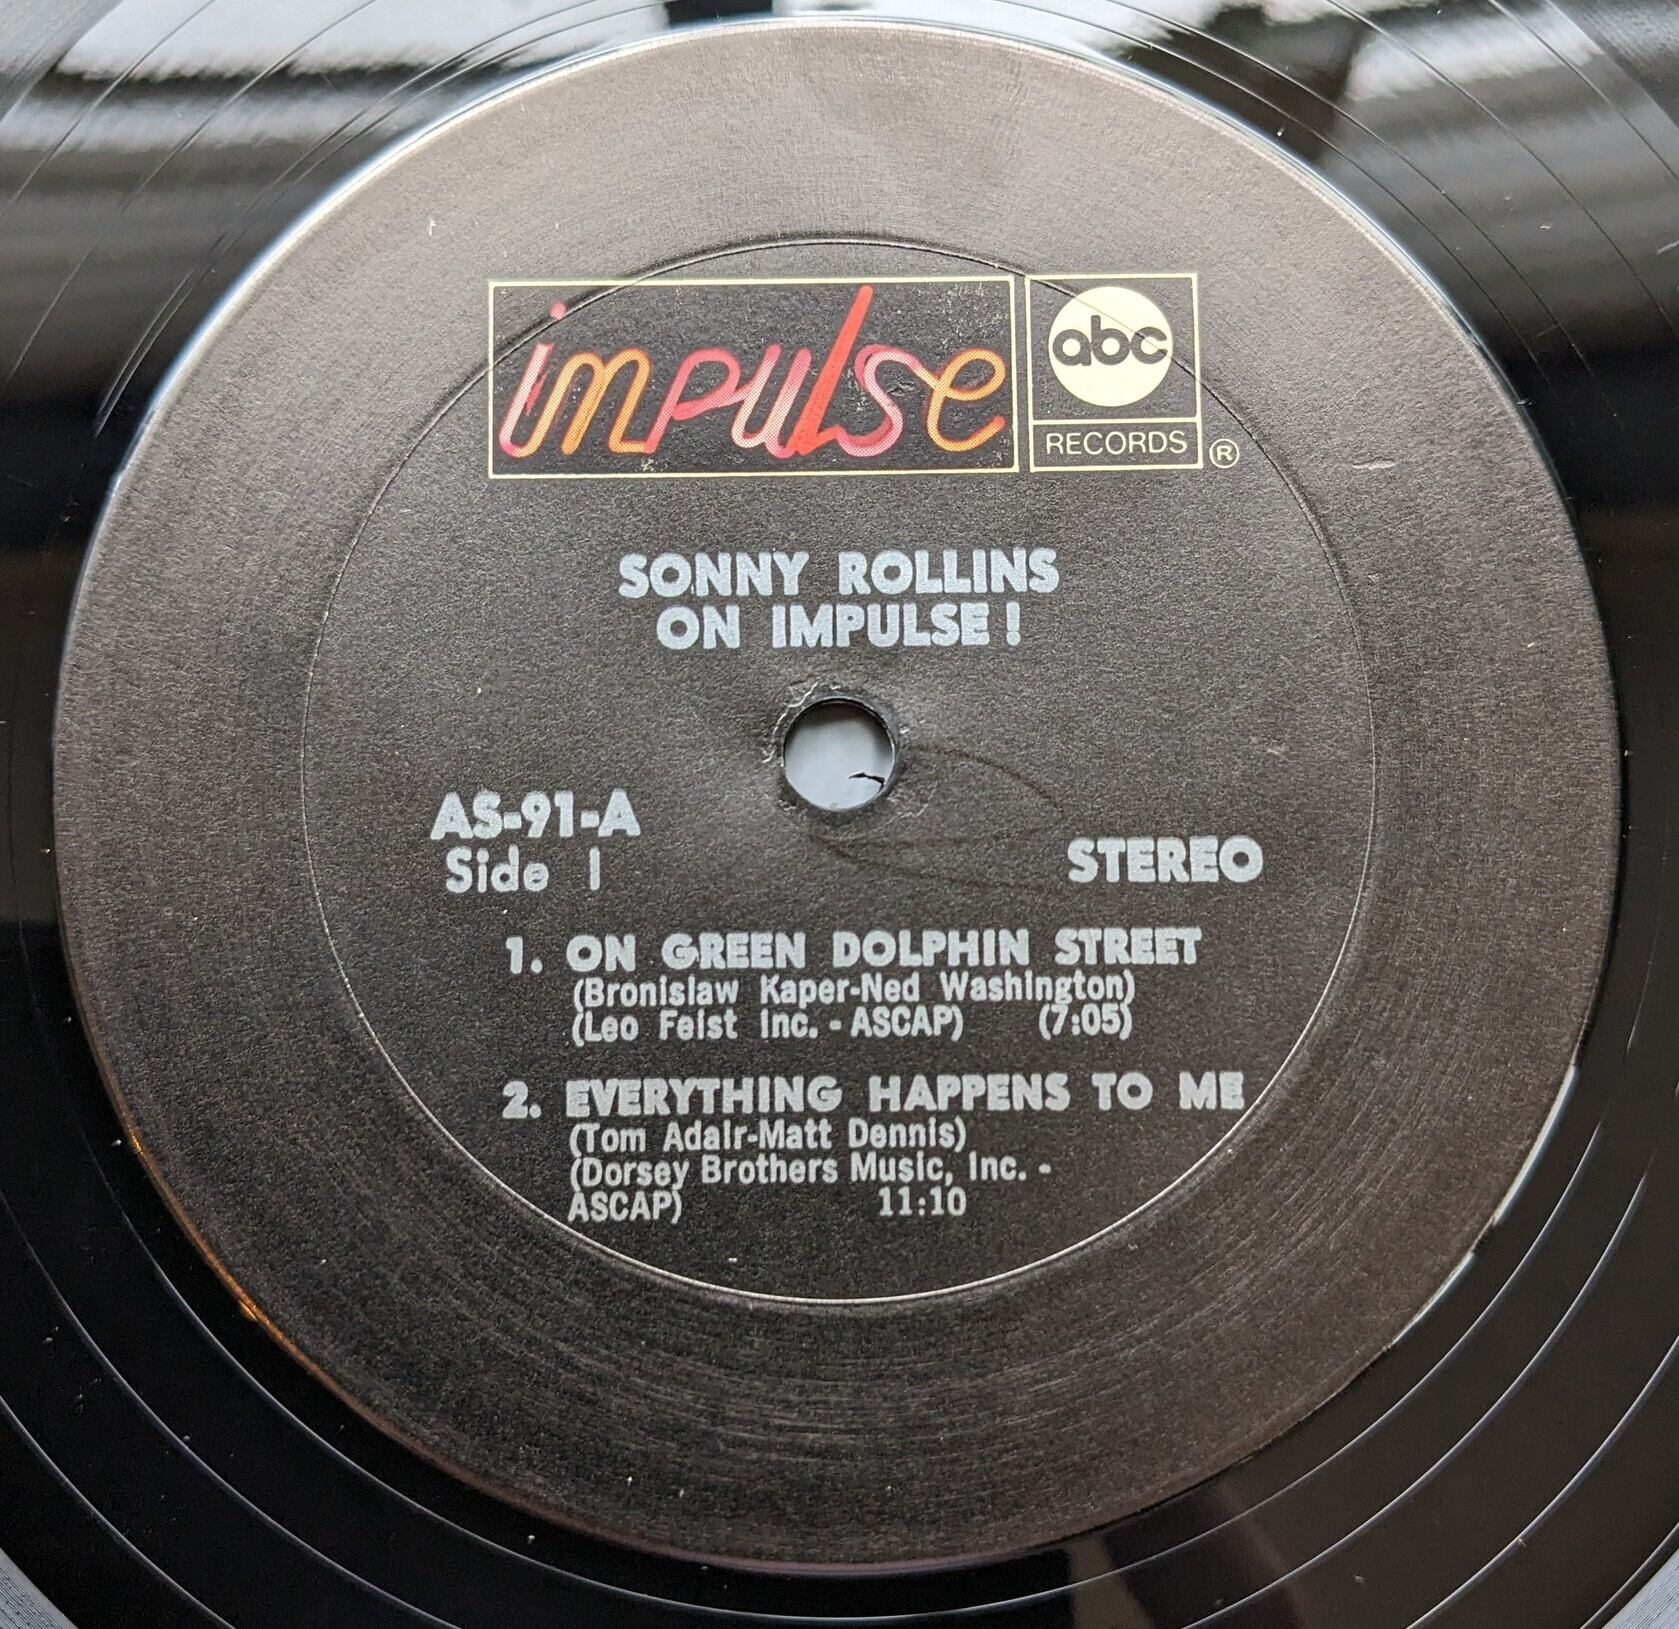 impulse
abc
RECORDS ®
SONNY ROLLINS
ON IMPULSE!
AS-91-A
Side 1
STEREO
1. ON GREEN DOLPHIN STREET
(Bronislaw Kaper-Ned Washington)
(Leo Feist Inc. - ASCAP) (7:05)
2. EVERYTHING HAPPENS TO ME
(Tom Adair-Matt Dennis)
(Dorsey Brothers Music, Inc. -
ASCAP) 11:10